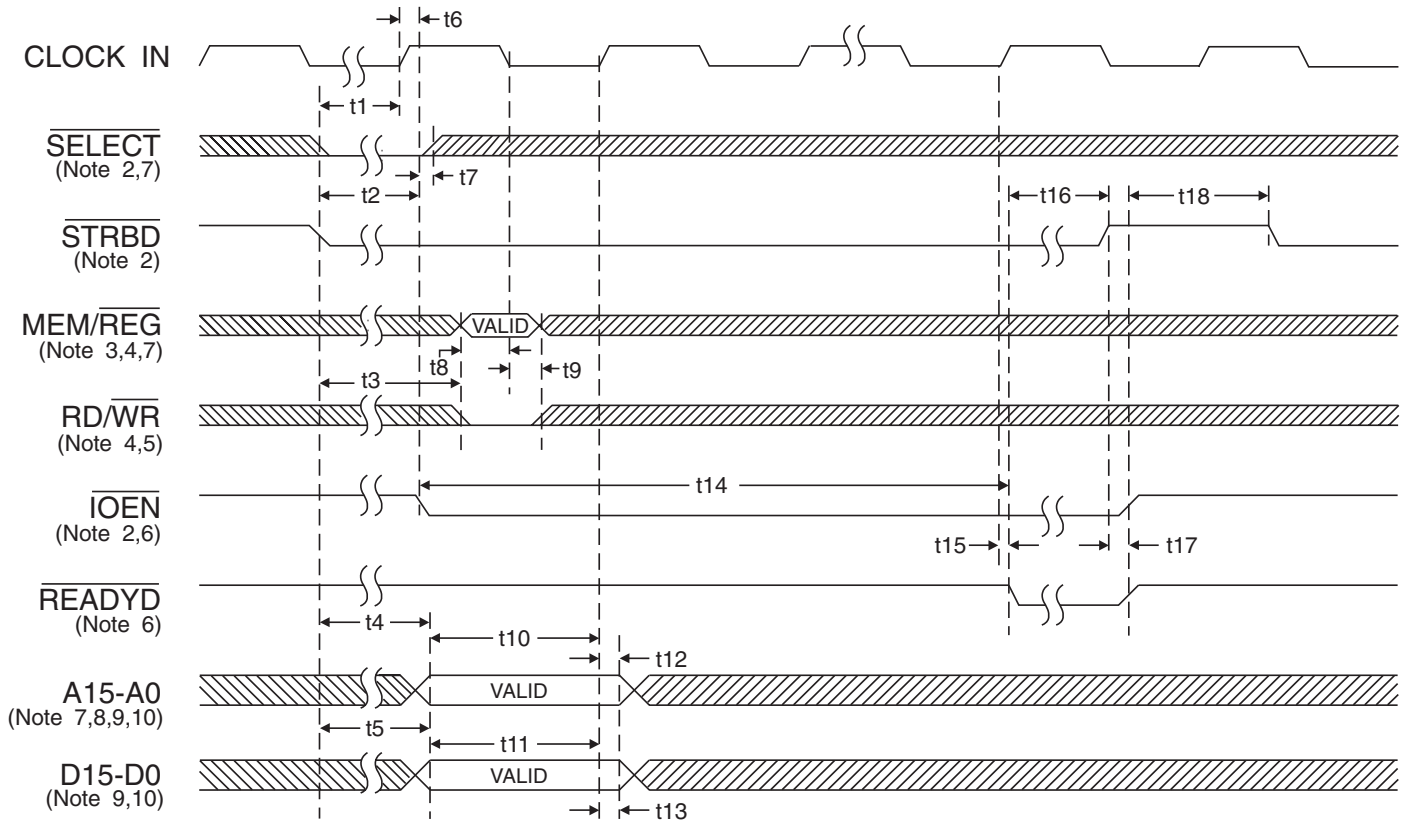 t6
CLOCK IN
t1
SELECT
(Note 2,7)
t7
t2
t16
t18
STRBD
(Note 2)
MEM/REG
(Note 3,4,7)
VALID
t8
t9
t3
RD/WR
(Note 4,5)
t14
IOEN
(Note 2,6)
t15
t17
READYD
(Note 6)
t4
t10
t12
A15-A0
(Note 7,8,9,10)
VALID
t5
t11
D15-D0
(Note 9,10)
VALID
t13